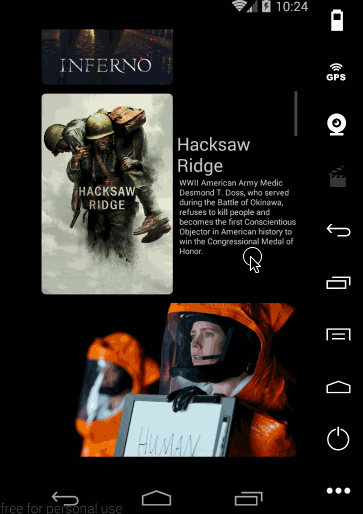 10:24
GPS
INFERNO
HACKSAW
RIDGE
Hacksaw
Ridge
WWII American Army Medic
Desmond T. Doss, who served
during the Battle of Okinawa,
refuses to kill people and
becomes the first Conscientious
Objector in American history to
win the Congressional Medal of
Honor.
HUMAN
free for personal use